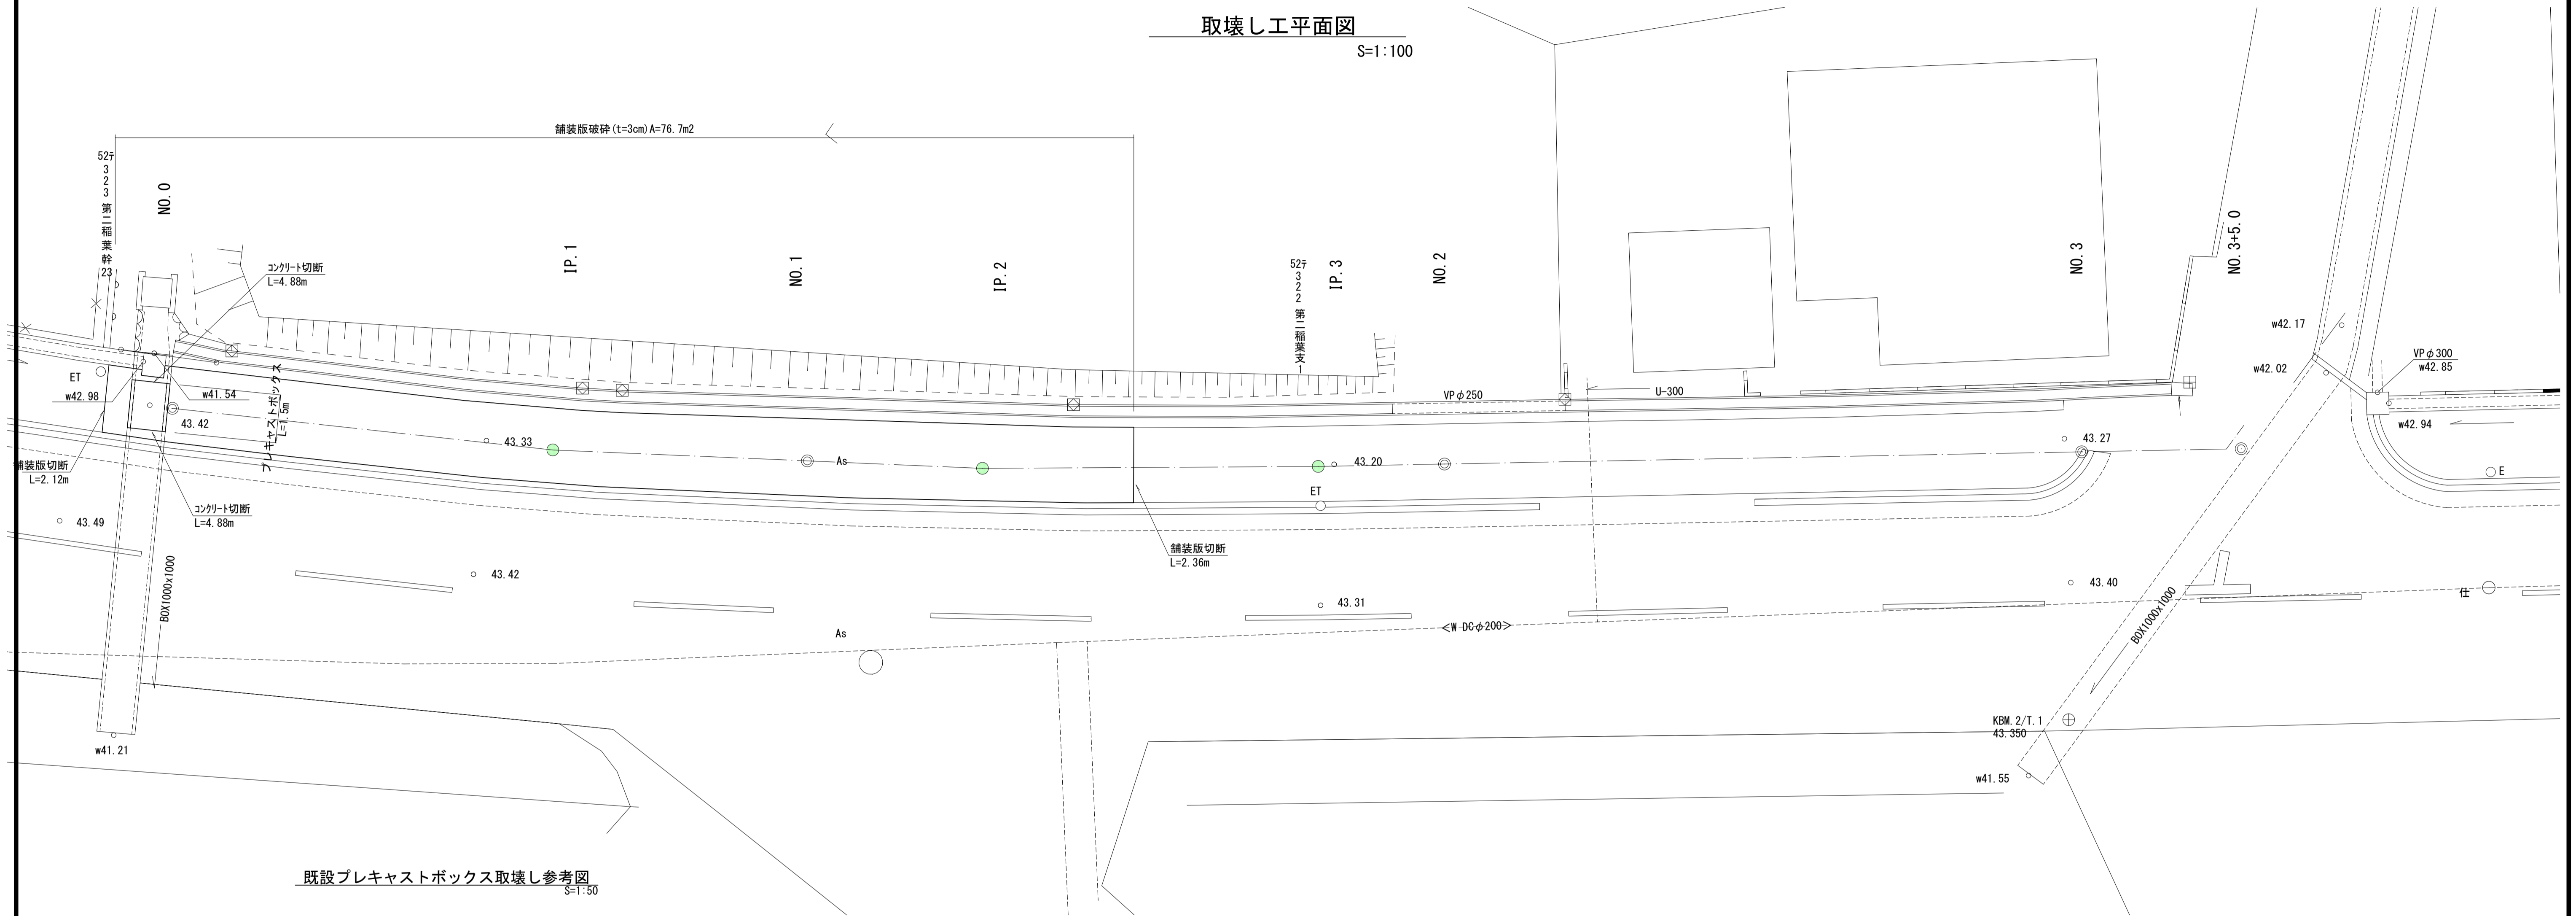 取壊し工平面図
S=1:100
舗装版破砕(t=3cm)A=76.7m2
52ﾃ
3
2
3
第
二
稲
葉
幹
23
NO.0
コンクリート切断
L=4.88m
IP.1
NO.1
IP.2
52ﾃ
3
2
2
第
二
稲
葉
支
1
IP.3
NO.2
NO.3
NO.3+5.0
w42.17
w42.02
VPφ300
w42.85
w42.94
ET
w42.98
w41.54
プレキャストボックス
L=1.5m
43.42
43.33
As
VPφ250
U-300
43.20
ET
43.27
E
舗装版切断
L=2.12m
コンクリート切断
L=4.88m
43.49
43.42
舗装版切断
L=2.36m
BOX1000x1000
43.31
43.40
BOX1000x1000
仕
As
W DCφ200
w41.21
KBM.2/T.1
43.350
w41.55
既設プレキャストボックス取壊し参考図
S=1:50